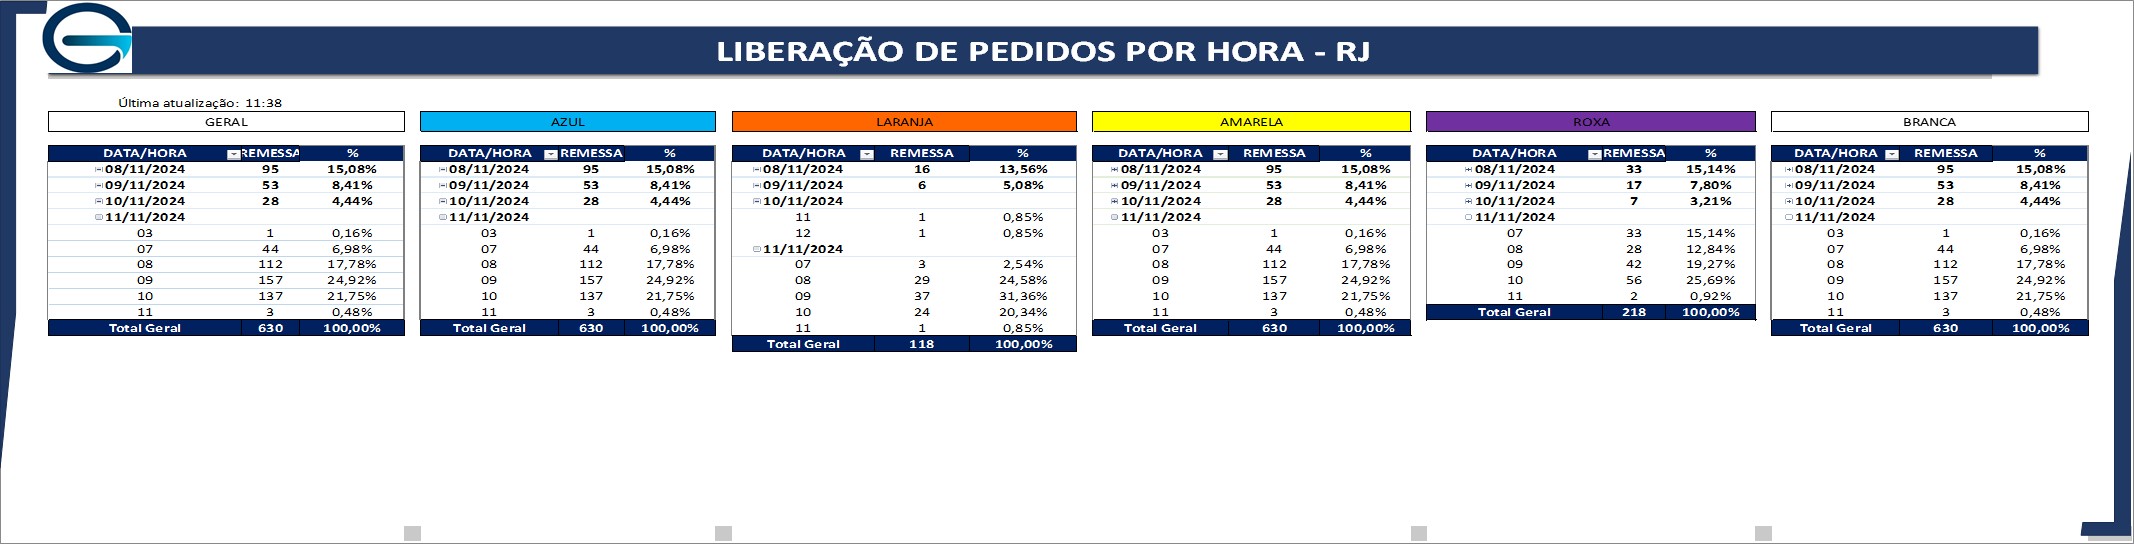 LIBERAÇÃO DE PEDIDOS POR HORA - RJ
Última atualização: 11:38
GERAL
DATA/HORA REMESSA %
08/11/2024 95 15,08%
09/11/2024 53 8,41%
10/11/2024 28 4,44%
11/11/2024
03 1 0,16%
07 44 6,98%
08 112 17,78%
09 157 24,92%
10 137 21,75%
11 3 0,48%
Total Geral 630 100,00%
AZUL
DATA/HORA REMESSA %
08/11/2024 95 15,08%
09/11/2024 53 8,41%
10/11/2024 28 4,44%
11/11/2024
03 1 0,16%
07 44 6,98%
08 112 17,78%
09 157 24,92%
10 137 21,75%
11 3 0,48%
Total Geral 630 100,00%
LARANJA
DATA/HORA REMESSA %
08/11/2024 16 13,56%
09/11/2024 6 5,08%
10/11/2024
11 1 0,85%
12 1 0,85%
11/11/2024
07 3 2,54%
08 29 24,58%
09 37 31,36%
10 24 20,34%
11 1 0,85%
Total Geral 118 100,00%
AMARELA
DATA/HORA REMESSA %
08/11/2024 95 15,08%
09/11/2024 53 8,41%
10/11/2024 28 4,44%
11/11/2024
03 1 0,16%
07 44 6,98%
08 112 17,78%
09 157 24,92%
10 137 21,75%
11 3 0,48%
Total Geral 630 100,00%
ROXA
DATA/HORA REMESSA %
08/11/2024 33 15,14%
09/11/2024 17 7,80%
10/11/2024 7 3,21%
11/11/2024
07 33 15,14%
08 28 12,84%
09 42 19,27%
10 56 25,69%
11 2 0,92%
Total Geral 218 100,00%
BRANCA
DATA/HORA REMESSA %
08/11/2024 95 15,08%
09/11/2024 53 8,41%
10/11/2024 28 4,44%
11/11/2024
03 1 0,16%
07 44 6,98%
08 112 17,78%
09 157 24,92%
10 137 21,75%
11 3 0,48%
Total Geral 630 100,00%